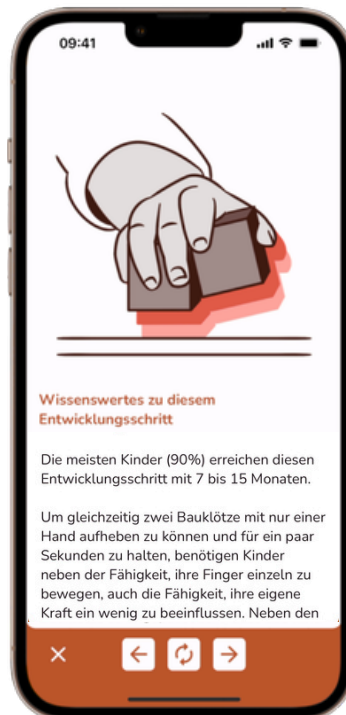 09:41
Wissenswertes zu diesem
Entwicklungsschritt
Die meisten Kinder (90%) erreichen diesen
Entwicklungsschritt mit 7 bis 15 Monaten.
Um gleichzeitig zwei Bauklötze mit nur einer
Hand aufheben zu können und für ein paar
Sekunden zu halten, benötigen Kinder
neben der Fähigkeit, ihre Finger einzeln zu
bewegen, auch die Fähigkeit, ihre eigene
Kraft ein wenig zu beeinflussen. Neben den